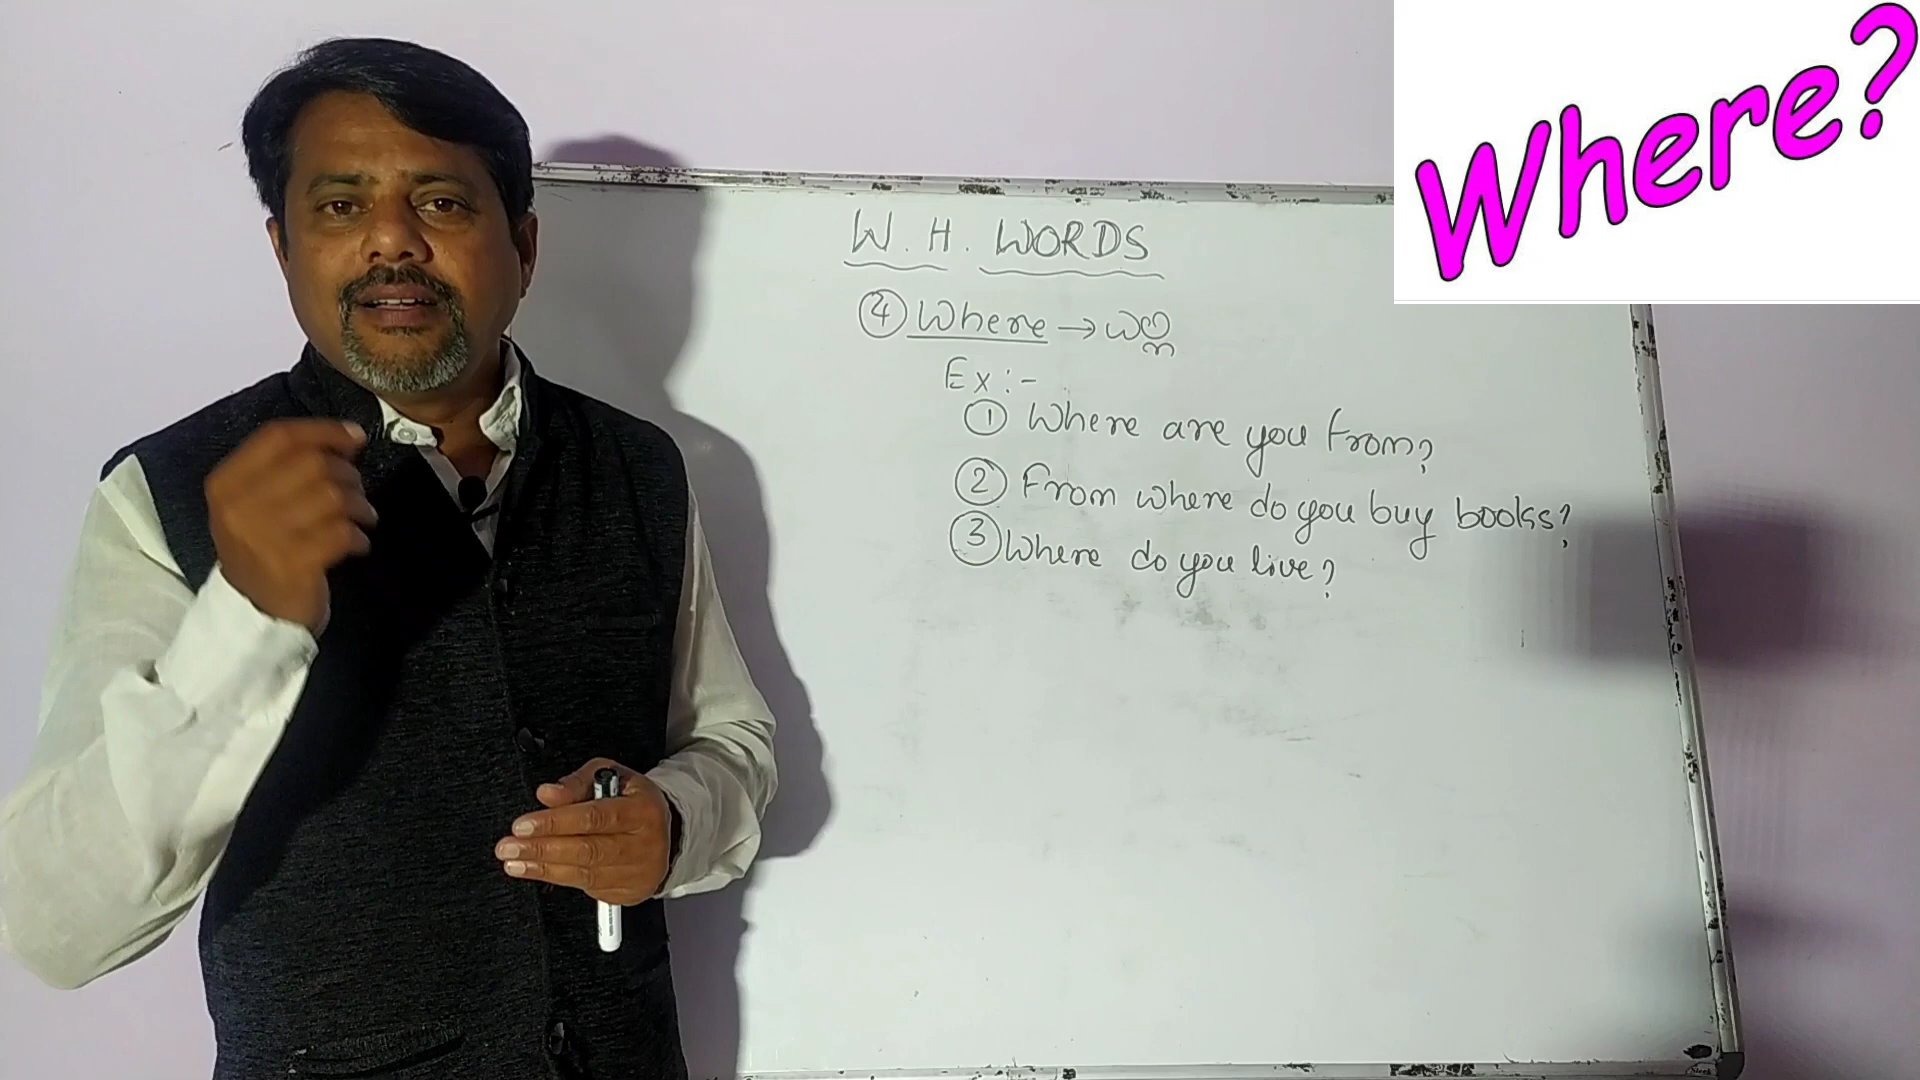 Where?
W. H. WORDS
④ Where → ಎಲ್ಲಿ
Ex:-
① Where are you from?
② From where do you buy books?
③ Where do you live?